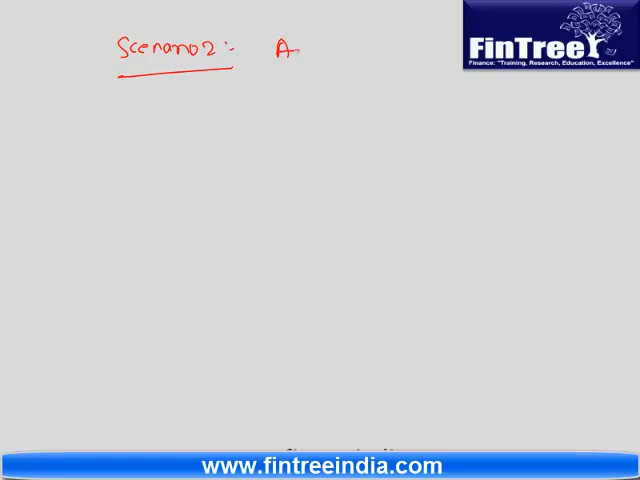 Scenario 2 :- A
FinTree
Finance: "Training, Research, Education, Excellence"
www.fintreeindia.com